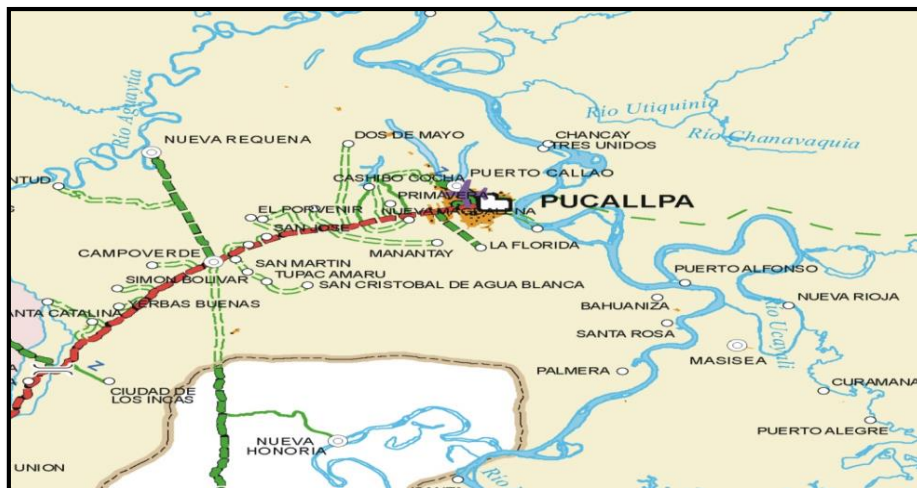 Río Aguaytía
NUEVA REQUENA
DOS DE MAYO
Río Utiquinia
Río Chanavaquia
CHANCAY
TRES UNIDOS
NTUD
CASHIBO COCHA
PUERTO CALLAO
PRIMAVERA
PUCALLPA
EL PORVENIR
NUEVA MAGDALENA
SAN JOSE
LA FLORIDA
MANANTAY
CAMPOVERDE
SAN MARTIN
SIMON BOLIVAR
TUPAC AMARU
SAN CRISTOBAL DE AGUA BLANCA
PUERTO ALFONSO
BAHUANIZA
NUEVA RIOJA
ANTA CATALINA
YERBAS BUENAS
SANTA ROSA
Río Ucayali
MASISEA
PALMERA
CURAMANA
CIUDAD DE
LOS INCAS
PUERTO ALEGRE
NUEVA
HONORIA
UNION
Río